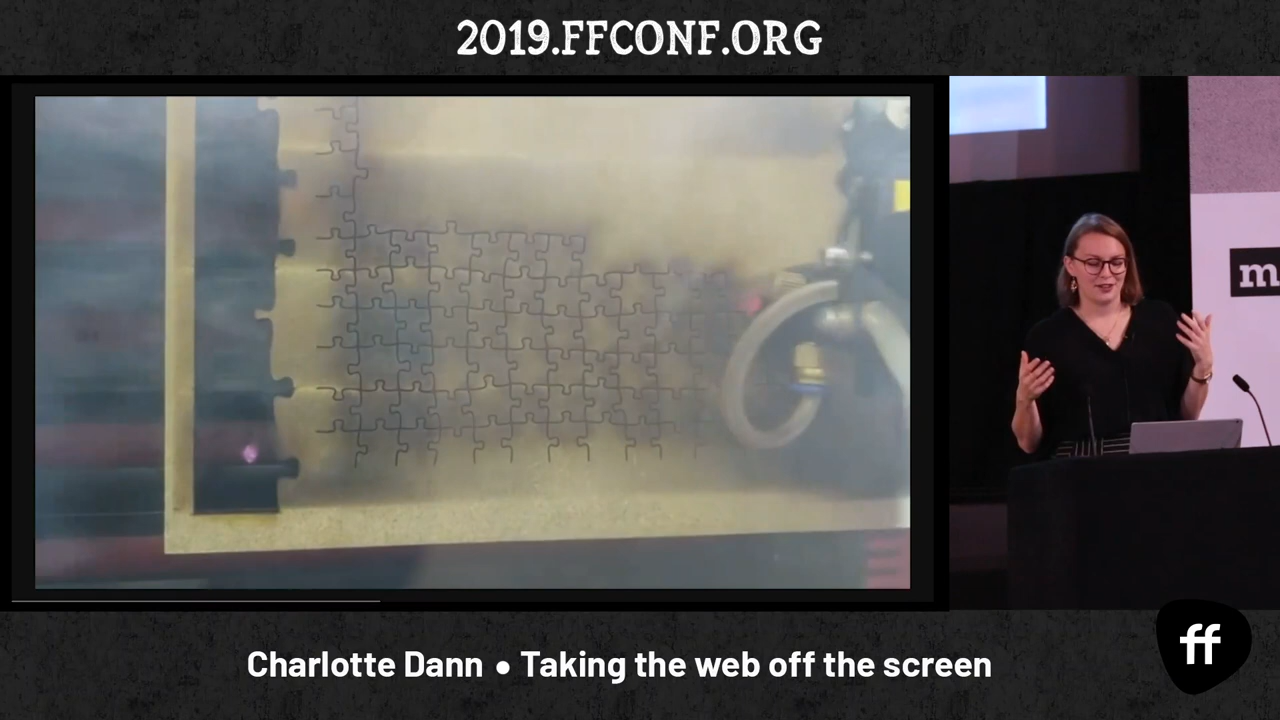 2019.FFCONF.ORG
m
Charlotte Dann • Taking the web off the screen
ff